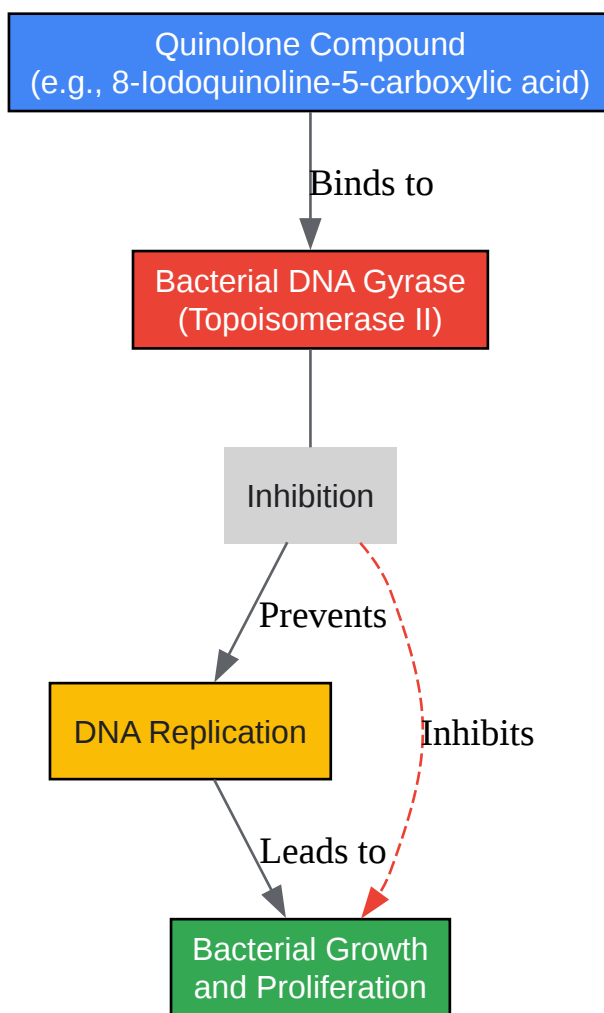 Quinolone Compound
(e.g., 8-Iodoquinoline-5-carboxylic acid)
Binds to
Bacterial DNA Gyrase
(Topoisomerase II)
Inhibition
Prevents
DNA Replication
Inhibits
Leads to
Bacterial Growth
and Proliferation